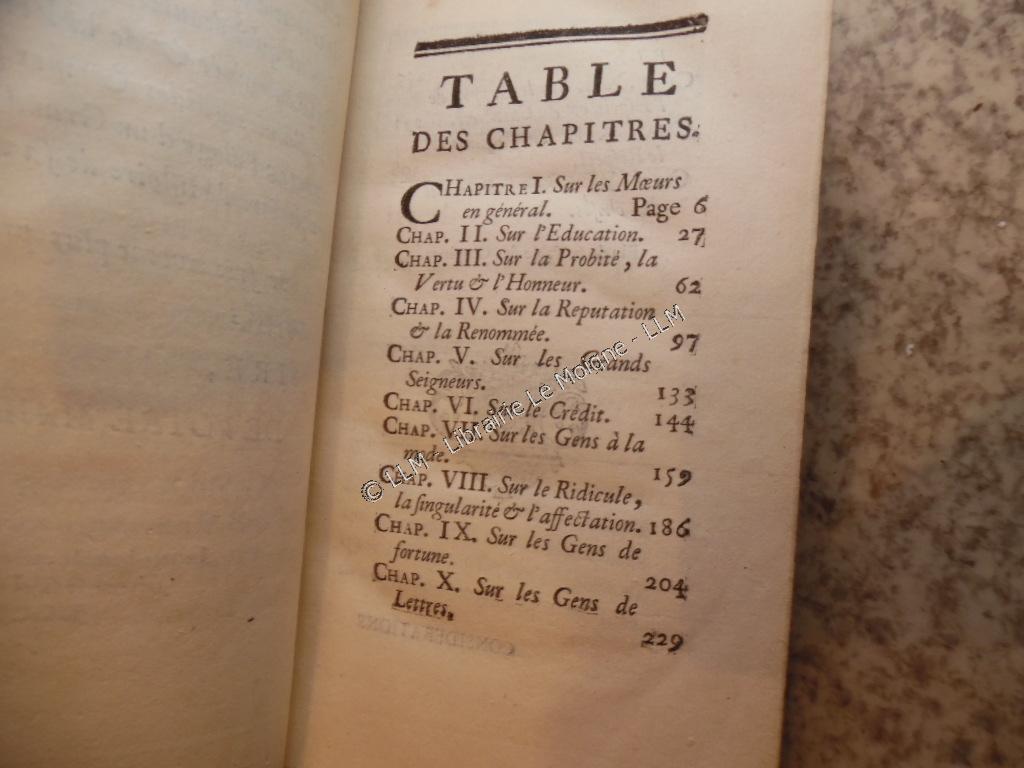 TABLE
DES CHAPITRES.
CHAPITRE I. Sur les Mœurs
en général. Page 6
CHAP. II. Sur l'Education. 27
CHAP. III. Sur la Probité, la
Vertu & l'Honneur. 62
CHAP. IV. Sur la Reputation
& la Renommée. 97
CHAP. V. Sur les Grands
Seigneurs. 133
CHAP. VI. Sur le Crédit. 144
CHAP. VII. Sur les Gens à la
mode. 159
CHAP. VIII. Sur le Ridicule,
la singularité & l'affectation. 186
CHAP. IX. Sur les Gens de
fortune. 204
CHAP. X. Sur les Gens de
Lettres, 229
CONSIDERATIONS
© LLM - Librairie Le Moigne - LLM